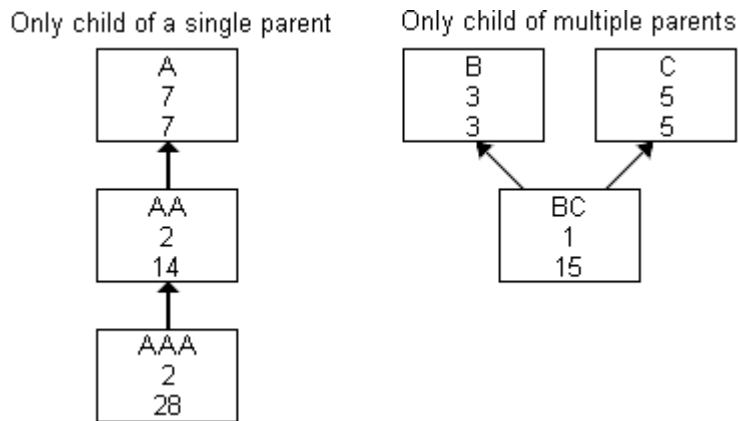 Only child of a single parent
A
7
7
AA
2
14
AAA
2
28
Only child of multiple parents
B
3
3
C
5
5
BC
1
15